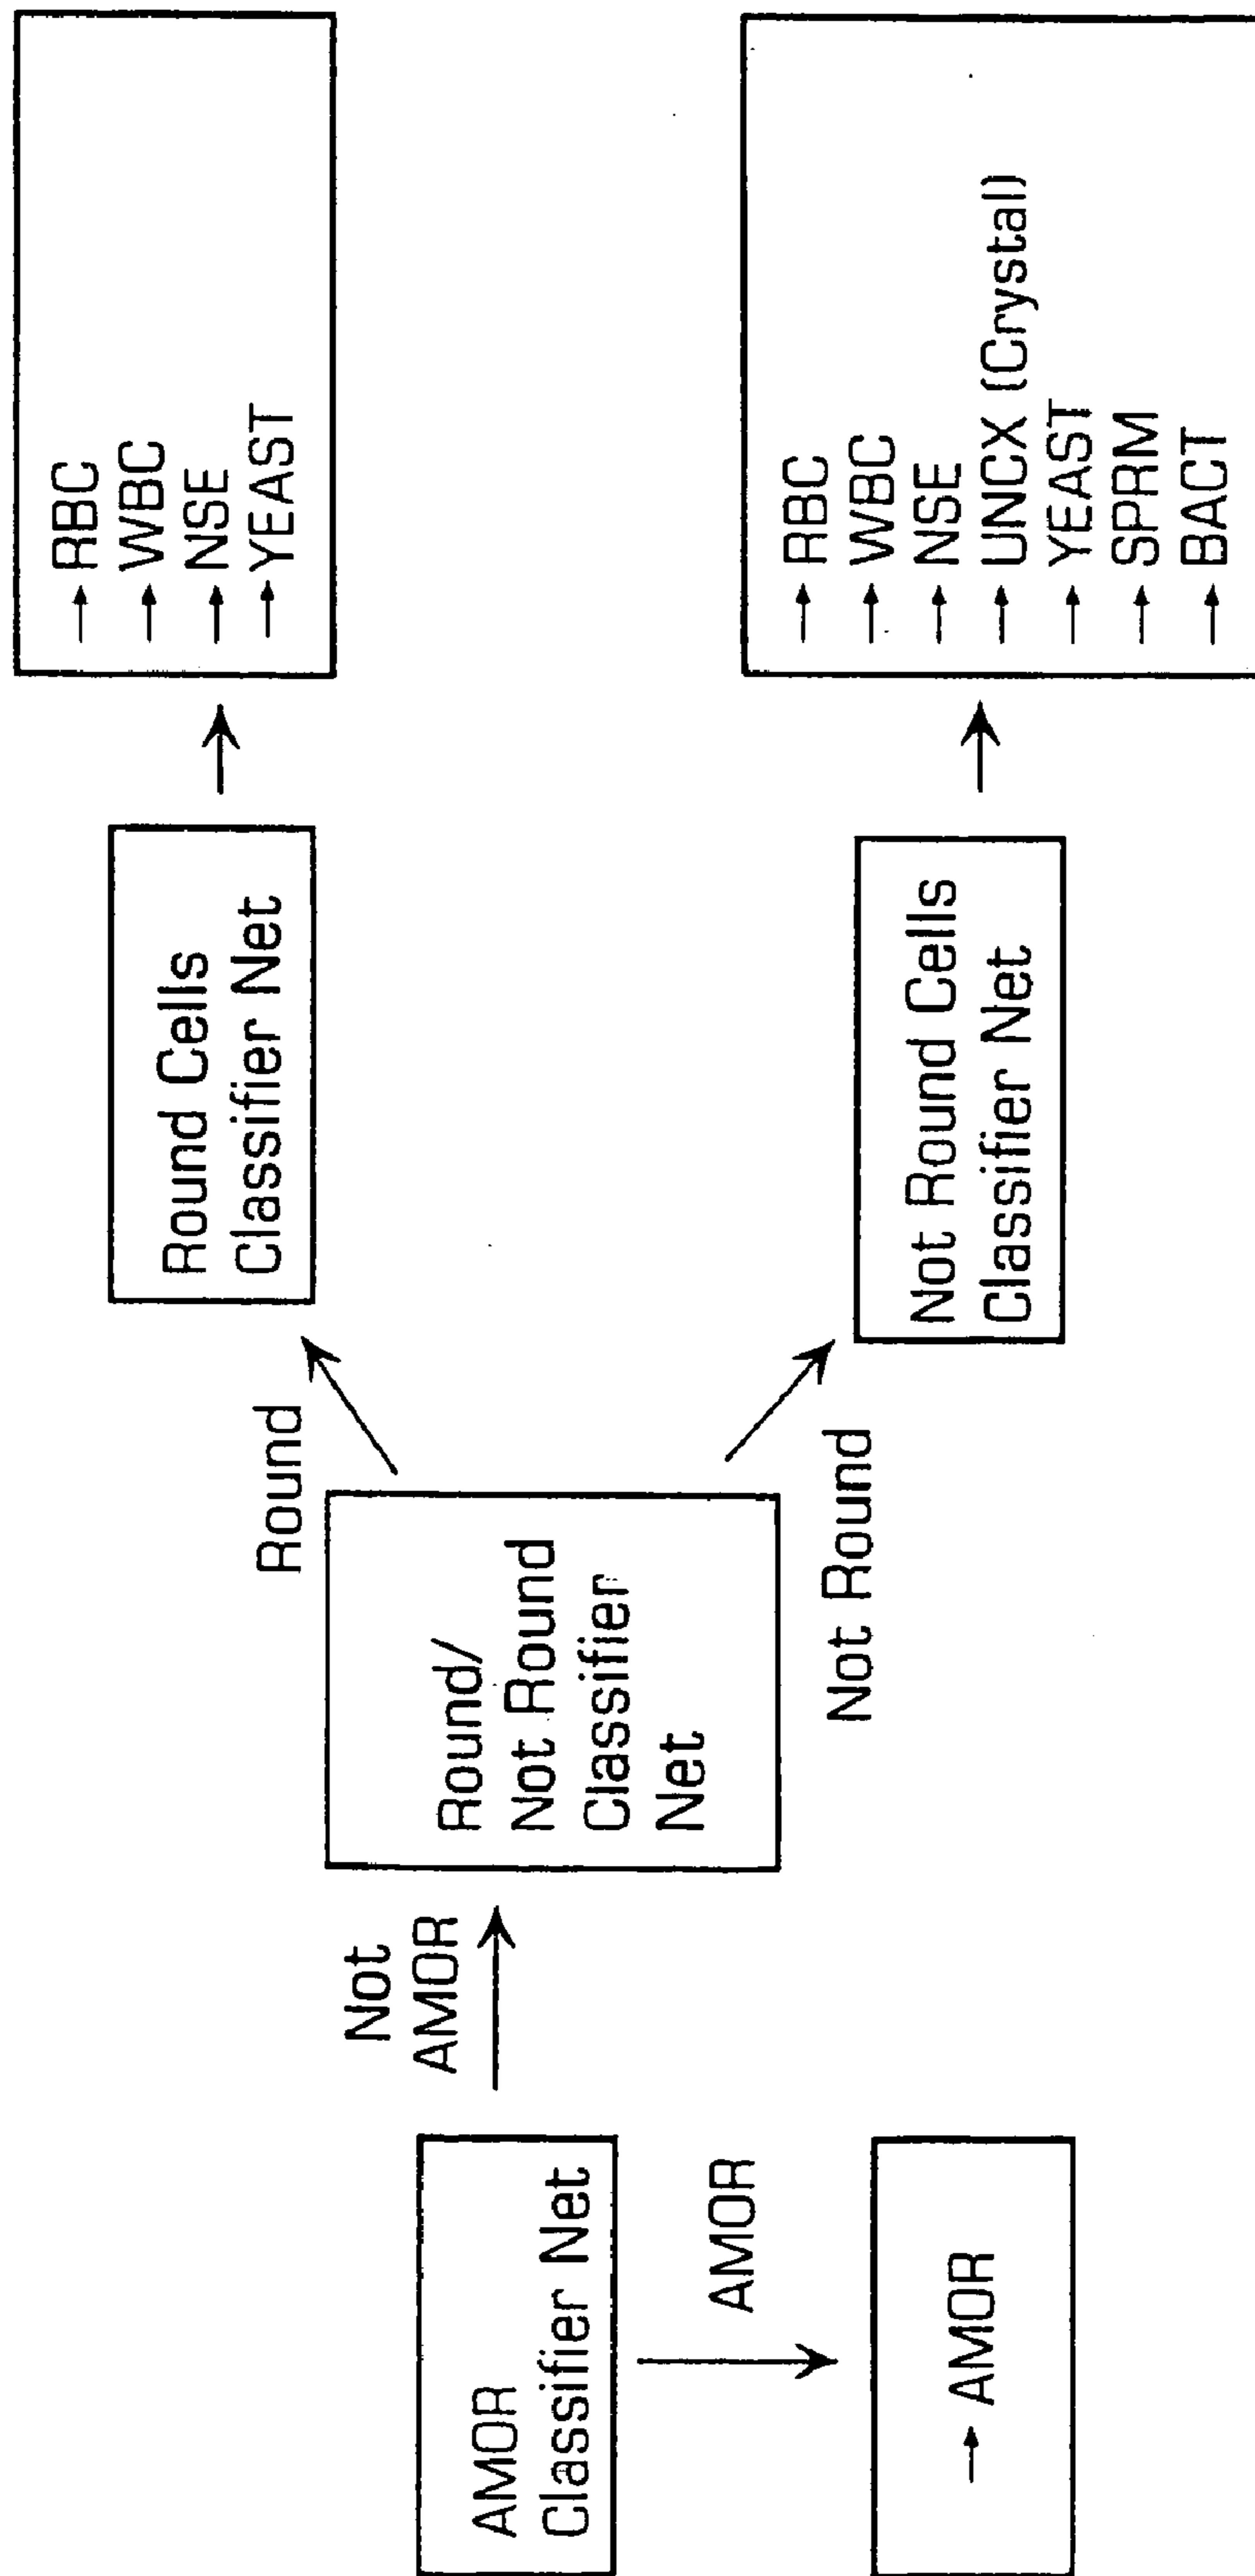 AMOR
Classifier Net
AMOR
→ AMOR
Not
AMOR
Round/
Not Round
Classifier
Net
Round
Not Round
Round Cells
Classifier Net
→ RBC
→ WBC
→ NSE
→ YEAST
Not Round Cells
Classifier Net
→ RBC
→ WBC
→ NSE
→ UNCX (Crystal)
→ YEAST
→ SPRM
→ BACT